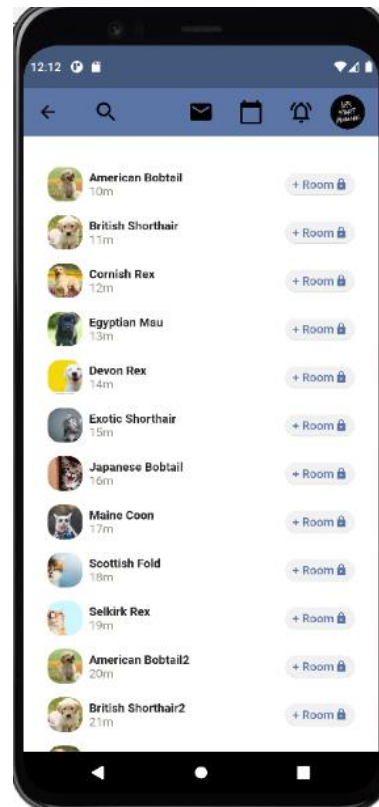 12.12
American Bobtail
10m
+ Room
British Shorthair
11m
+ Room
Cornish Rex
12m
+ Room
Egyptian Mau
13m
+ Room
Devon Rex
14m
+ Room
Exotic Shorthair
15m
+ Room
Japanese Bobtail
16m
+ Room
Maine Coon
17m
+ Room
Scottish Fold
18m
+ Room
Selkirk Rex
19m
+ Room
American Bobtail2
20m
+ Room
British Shorthair2
21m
+ Room